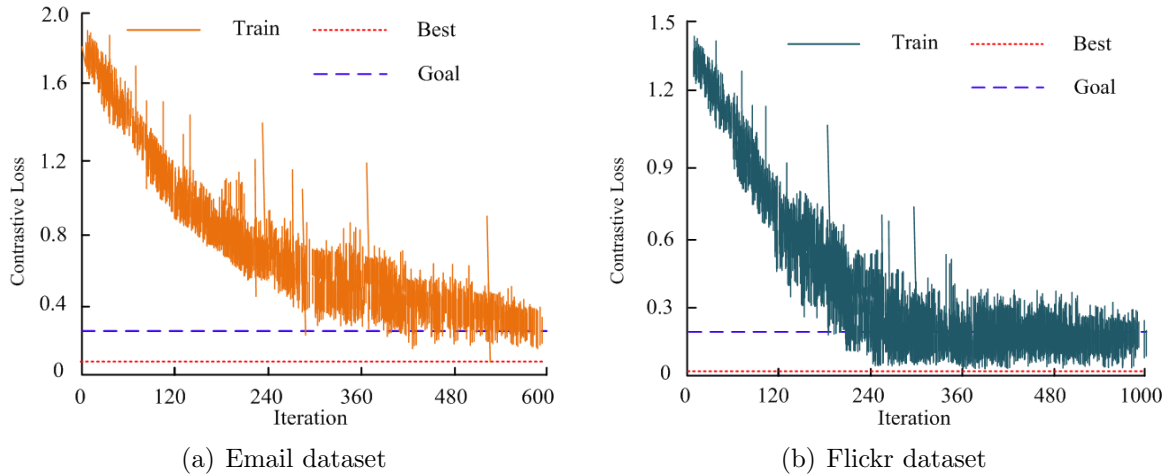 2.0
1.6
1.2
0.8
0.4
0
Contrastive Loss
Train
Best
Goal
0
120
240
360
480
600
Iteration
(a) Email dataset
1.5
1.2
0.9
0.6
0.3
0
Contrastive Loss
Train
Best
Goal
0
120
240
360
480
1000
Iteration
(b) Flickr dataset